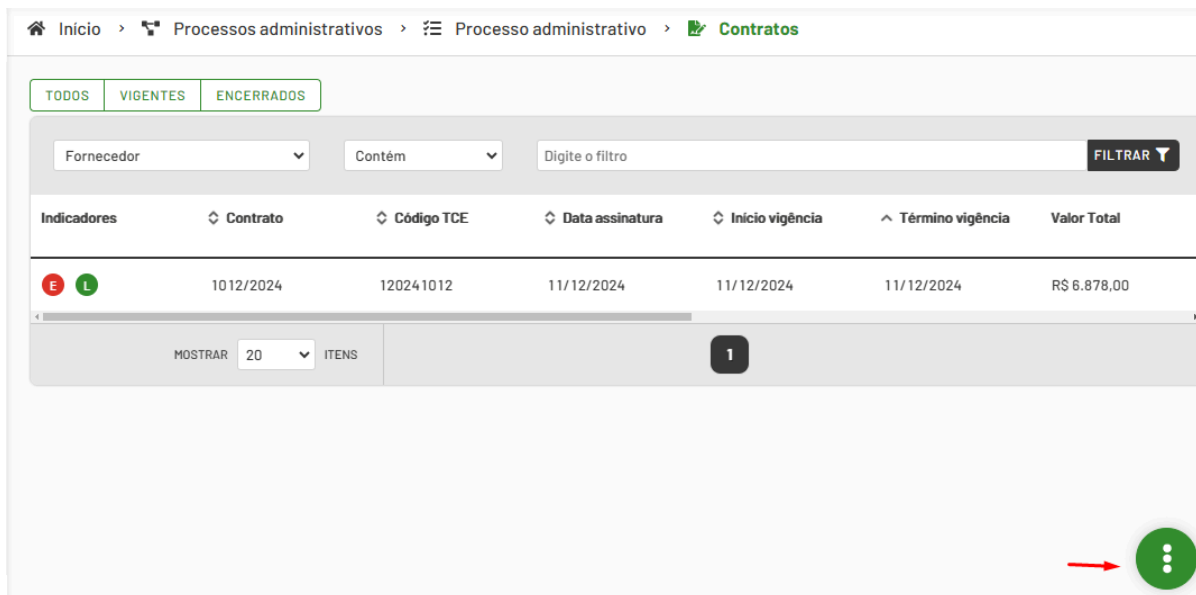 Início > Processos administrativos > Processo administrativo > Contratos
TODOS VIGENTES ENCERRADOS
Fornecedor Contém Digite o filtro FILTRAR
Indicadores Contrato Código TCE Data assinatura Início vigência Término vigência Valor Total
E L 1012/2024 120241012 11/12/2024 11/12/2024 11/12/2024 R$ 6.878,00
MOSTRAR 20 ITENS 1